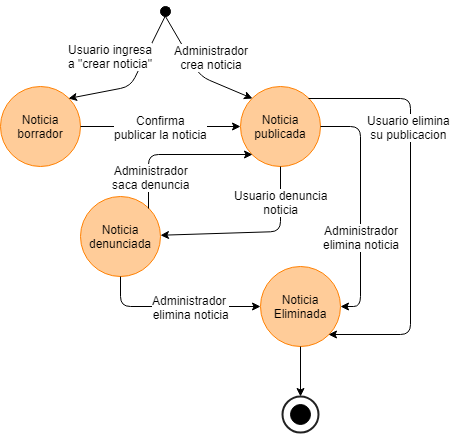 Usuario ingresa
a "crear noticia"
Administrador
crea noticia
Noticia
borrador
Confirma
publicar la noticia
Noticia
publicada
Usuario elimina
su publicacion
Administrador
saca denuncia
Usuario denuncia
noticia
Noticia
denunciada
Administrador
elimina noticia
Administrador
elimina noticia
Noticia
Eliminada